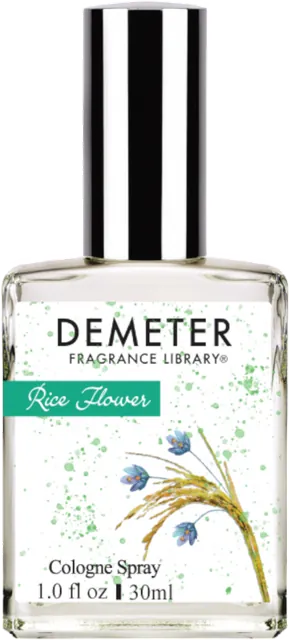 DEMETER
FRAGRANCE LIBRARY®
Rice Flower
Cologne Spray
1.0 fl oz ▮ 30ml